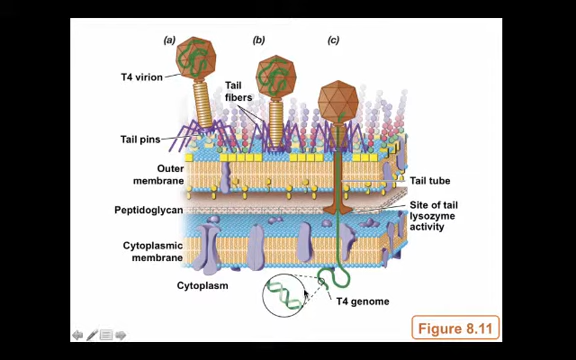 (a)
(b)
(c)
T4 virion
Tail
fibers
Tail pins
Outer
membrane
Tail tube
Peptidoglycan
Site of tail
lysozyme
activity
Cytoplasmic
membrane
Cytoplasm
T4 genome
Figure 8.11